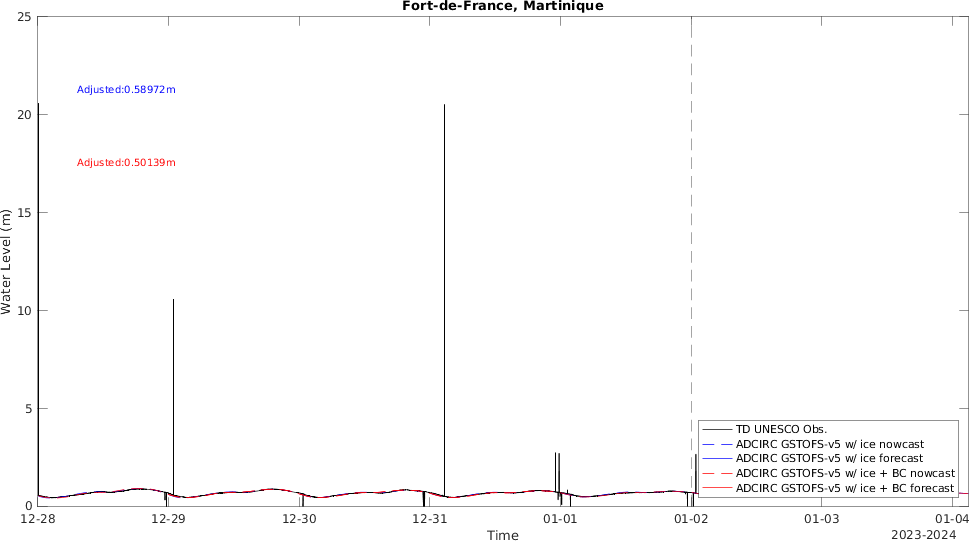 Fort-de-France, Martinique
25
20
15
10
5
0
Water Level (m)
Adjusted:0.58972m
Adjusted:0.50139m
TD UNESCO Obs.
ADCIRC GSTOFS-v5 w/ ice nowcast
ADCIRC GSTOFS-v5 w/ ice forecast
ADCIRC GSTOFS-v5 w/ ice + BC nowcast
ADCIRC GSTOFS-v5 w/ ice + BC forecast
12-28 12-29 12-30 12-31 01-01 01-02 01-03 01-04
Time
2023-2024